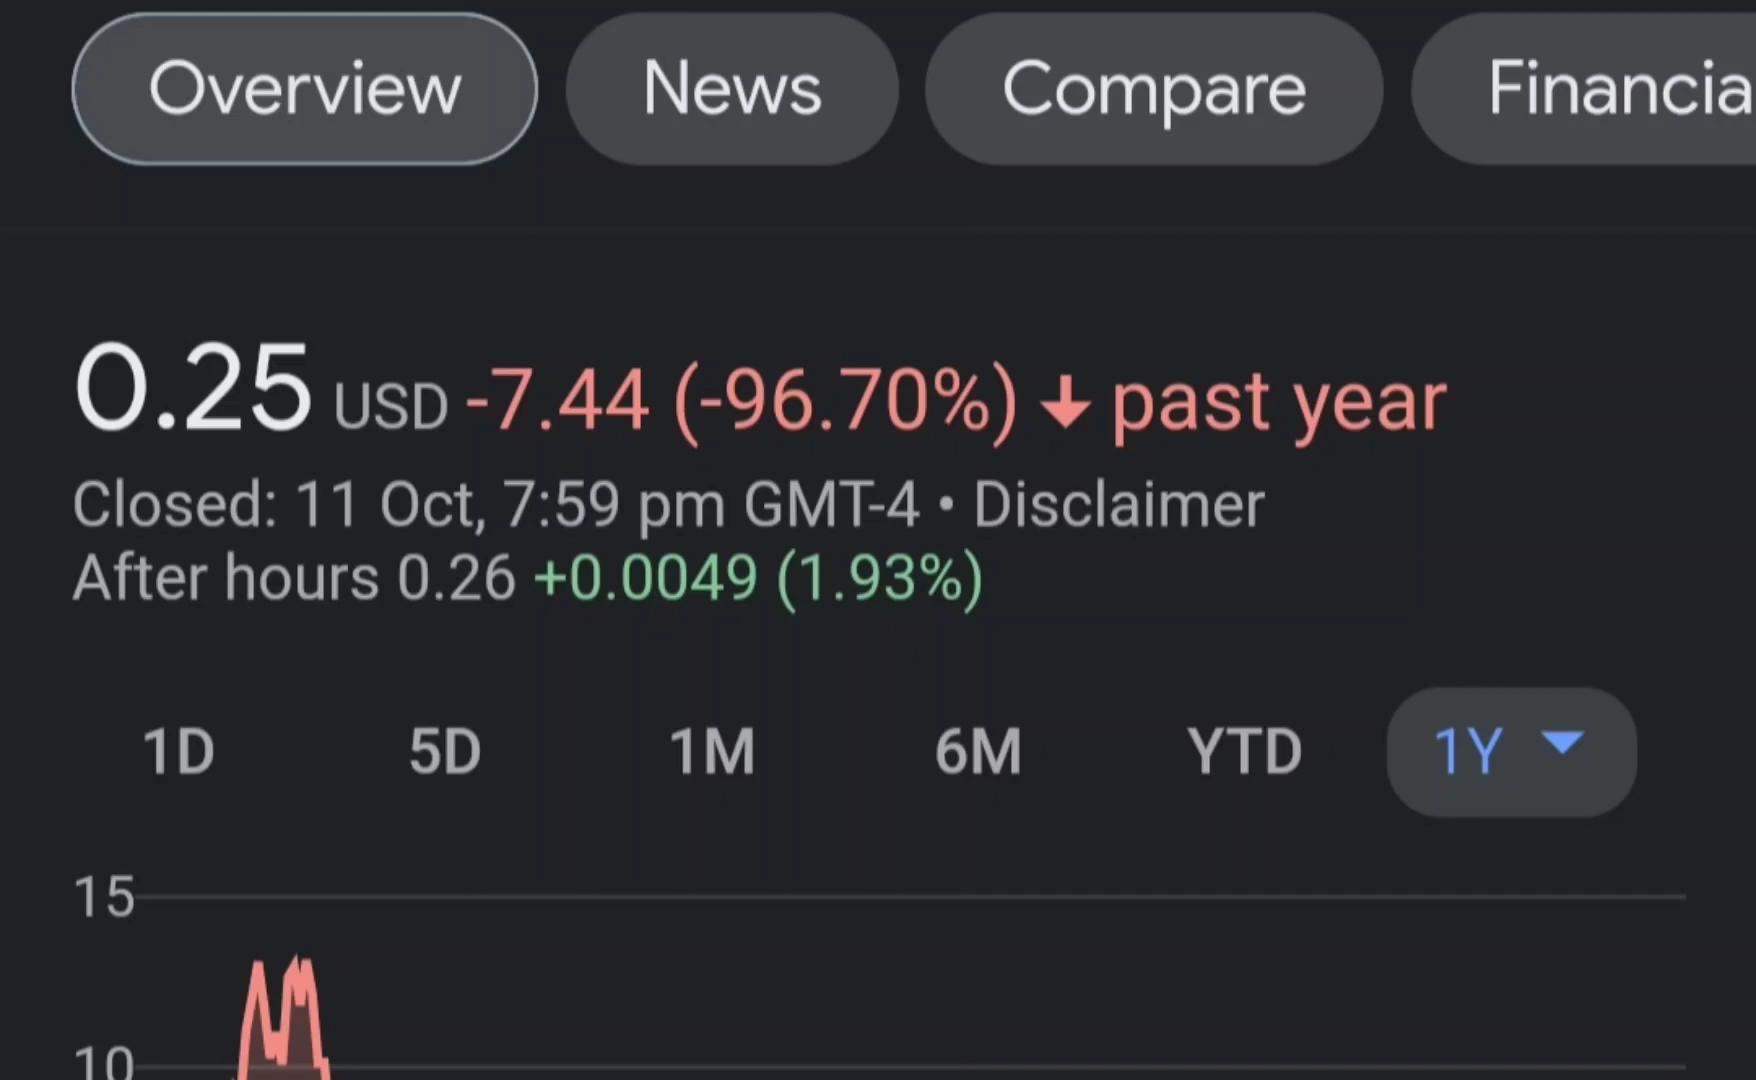 Overview News Compare Financia
0.25 USD -7.44 (-96.70%) ↓ past year
Closed: 11 Oct, 7:59 pm GMT-4 • Disclaimer
After hours 0.26 +0.0049 (1.93%)
1D 5D 1M 6M YTD 1Y
15
10